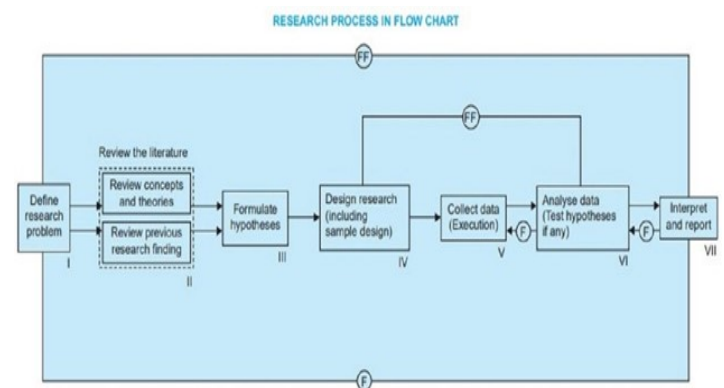 RESEARCH PROCESS IN FLOW CHART
FF
FF
Review the literature
Define
research
problem
I
Review concepts
and theories
Review previous
research finding
II
Formulate
hypotheses
III
Design research
(including
sample design)
IV
Collect data
(Execution)
V
F
Analyse data
(Test hypotheses
if any)
VI
F
Interpret
and report
VII
F